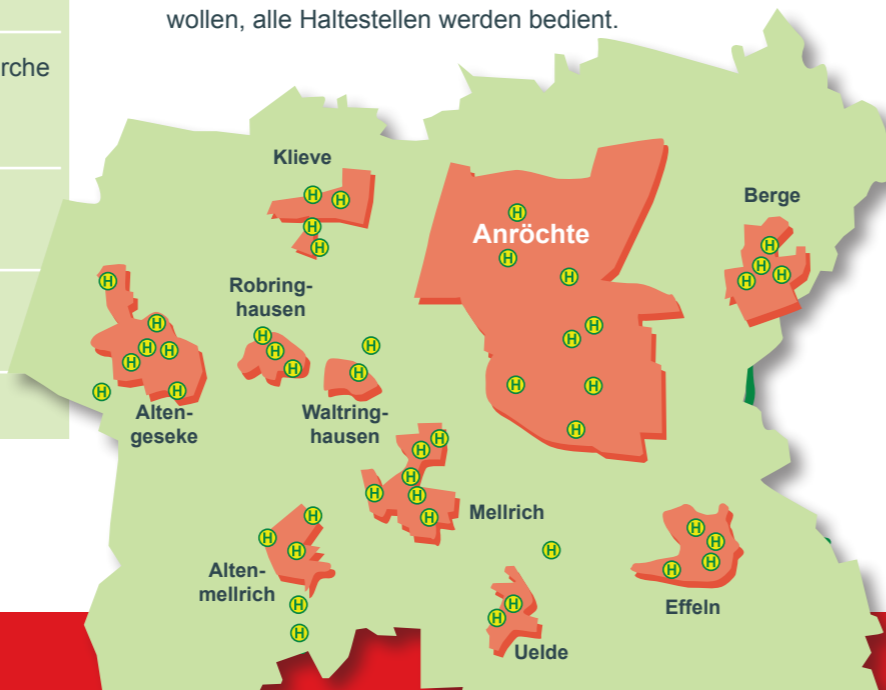 wollen, alle Haltestellen werden bedient.
rche
Klieve
H H
H
H
Anröchte
H
H
H
H
H
H
H
H
Berge
H
H
H
H
Robring-
hausen
H
H
H
H
H
H
H
H
H
H
H
Alten-
geseke
H
H
Waltring-
hausen
H
H
H
H
H
H
Mellrich
H
H
H
Alten-
mellrich
H
H
H
H
H
Uelde
H
H
H
H
Effeln